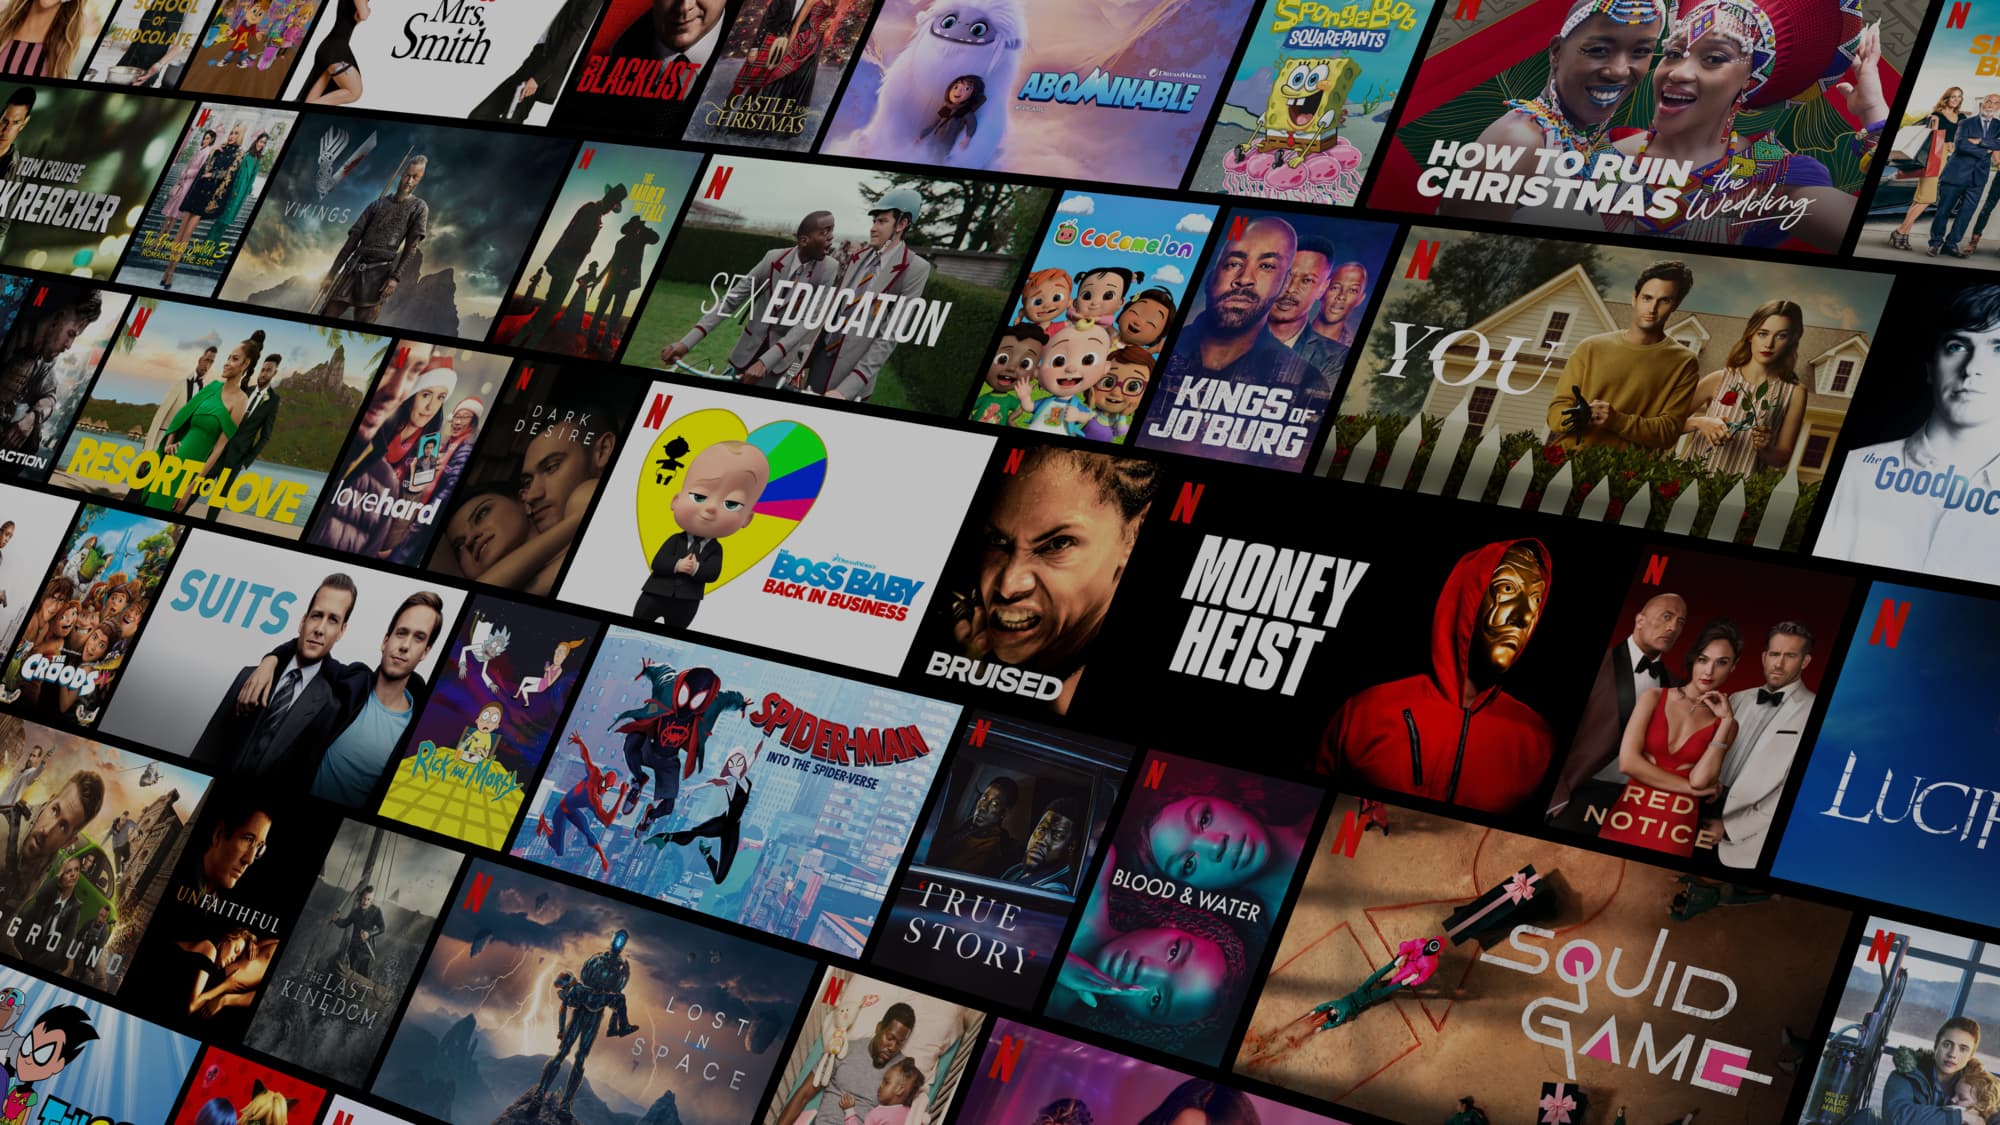 SCHOOL
OF
CHOCOLATE
Mrs.
Smith
BLACKLIST
A CASTLE FOR
CHRISTMAS
DREAMWORKS
ABOMINABLE
SPONGEBOB
SQUAREPANTS
N
HOW TO RUIN
CHRISTMAS
the
Wedding
N
TOM CRUISE
K REACHER
N
The Princess Switch 3
ROMANCING THE STAR
VIKINGS
N
THE
HARDER
THEY
FALL
N
SEX EDUCATION
CoComelon
N
KINGS OF
JO'BURG
N
YOU
the
GOOD DOC
N
ACTION
N
RESORT TO LOVE
N
lovehard
N
DARK
DESIRE
N
DREAMWORKS
THE
BOSS BABY
BACK IN BUSINESS
N
BRUISED
N
MONEY
HEIST
N
RED
NOTICE
N
LUCIF
THE
CROODS
SUITS
RICK AND MORTY
SPIDER-MAN
INTO THE SPIDER-VERSE
N
'TRUE
STORY'
N
BLOOD & WATER
N
SQUID
GAME
N
RGROUND
UNFAITHFUL
THE LAST
KINGDOM
N
LOST
IN
SPACE
N
N
N